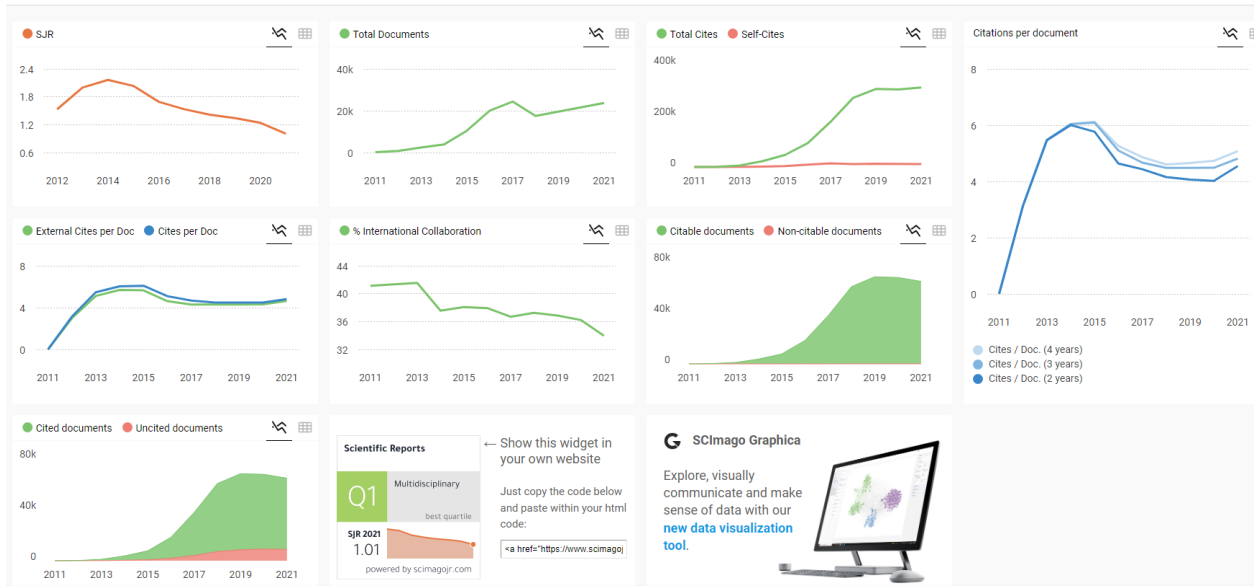 SJR
2.4
1.8
1.2
0.6
2012 2014 2016 2018 2020
Total Documents
40k
20k
0
2011 2013 2015 2017 2019 2021
Total Cites Self-Cites
400k
200k
0
2011 2013 2015 2017 2019 2021
Citations per document
8
6
4
2
0
2011 2013 2015 2017 2019 2021
Cites / Doc. (4 years)
Cites / Doc. (3 years)
Cites / Doc. (2 years)
External Cites per Doc Cites per Doc
8
4
0
2011 2013 2015 2017 2019 2021
% International Collaboration
44
40
36
32
2011 2013 2015 2017 2019 2021
Citable documents Non-citable documents
80k
40k
0
2011 2013 2015 2017 2019 2021
Cited documents Uncited documents
80k
40k
0
2011 2013 2015 2017 2019 2021
Scientific Reports
Q1
Multidisciplinary
best quartile
SJR 2021
1.01
powered by scimagojr.com
← Show this widget in
your own website
Just copy the code below
and paste within your html
code:
<a href="https://www.scimagoj
SCImago Graphica
Explore, visually
communicate and make
sense of data with our
new data visualization
tool.